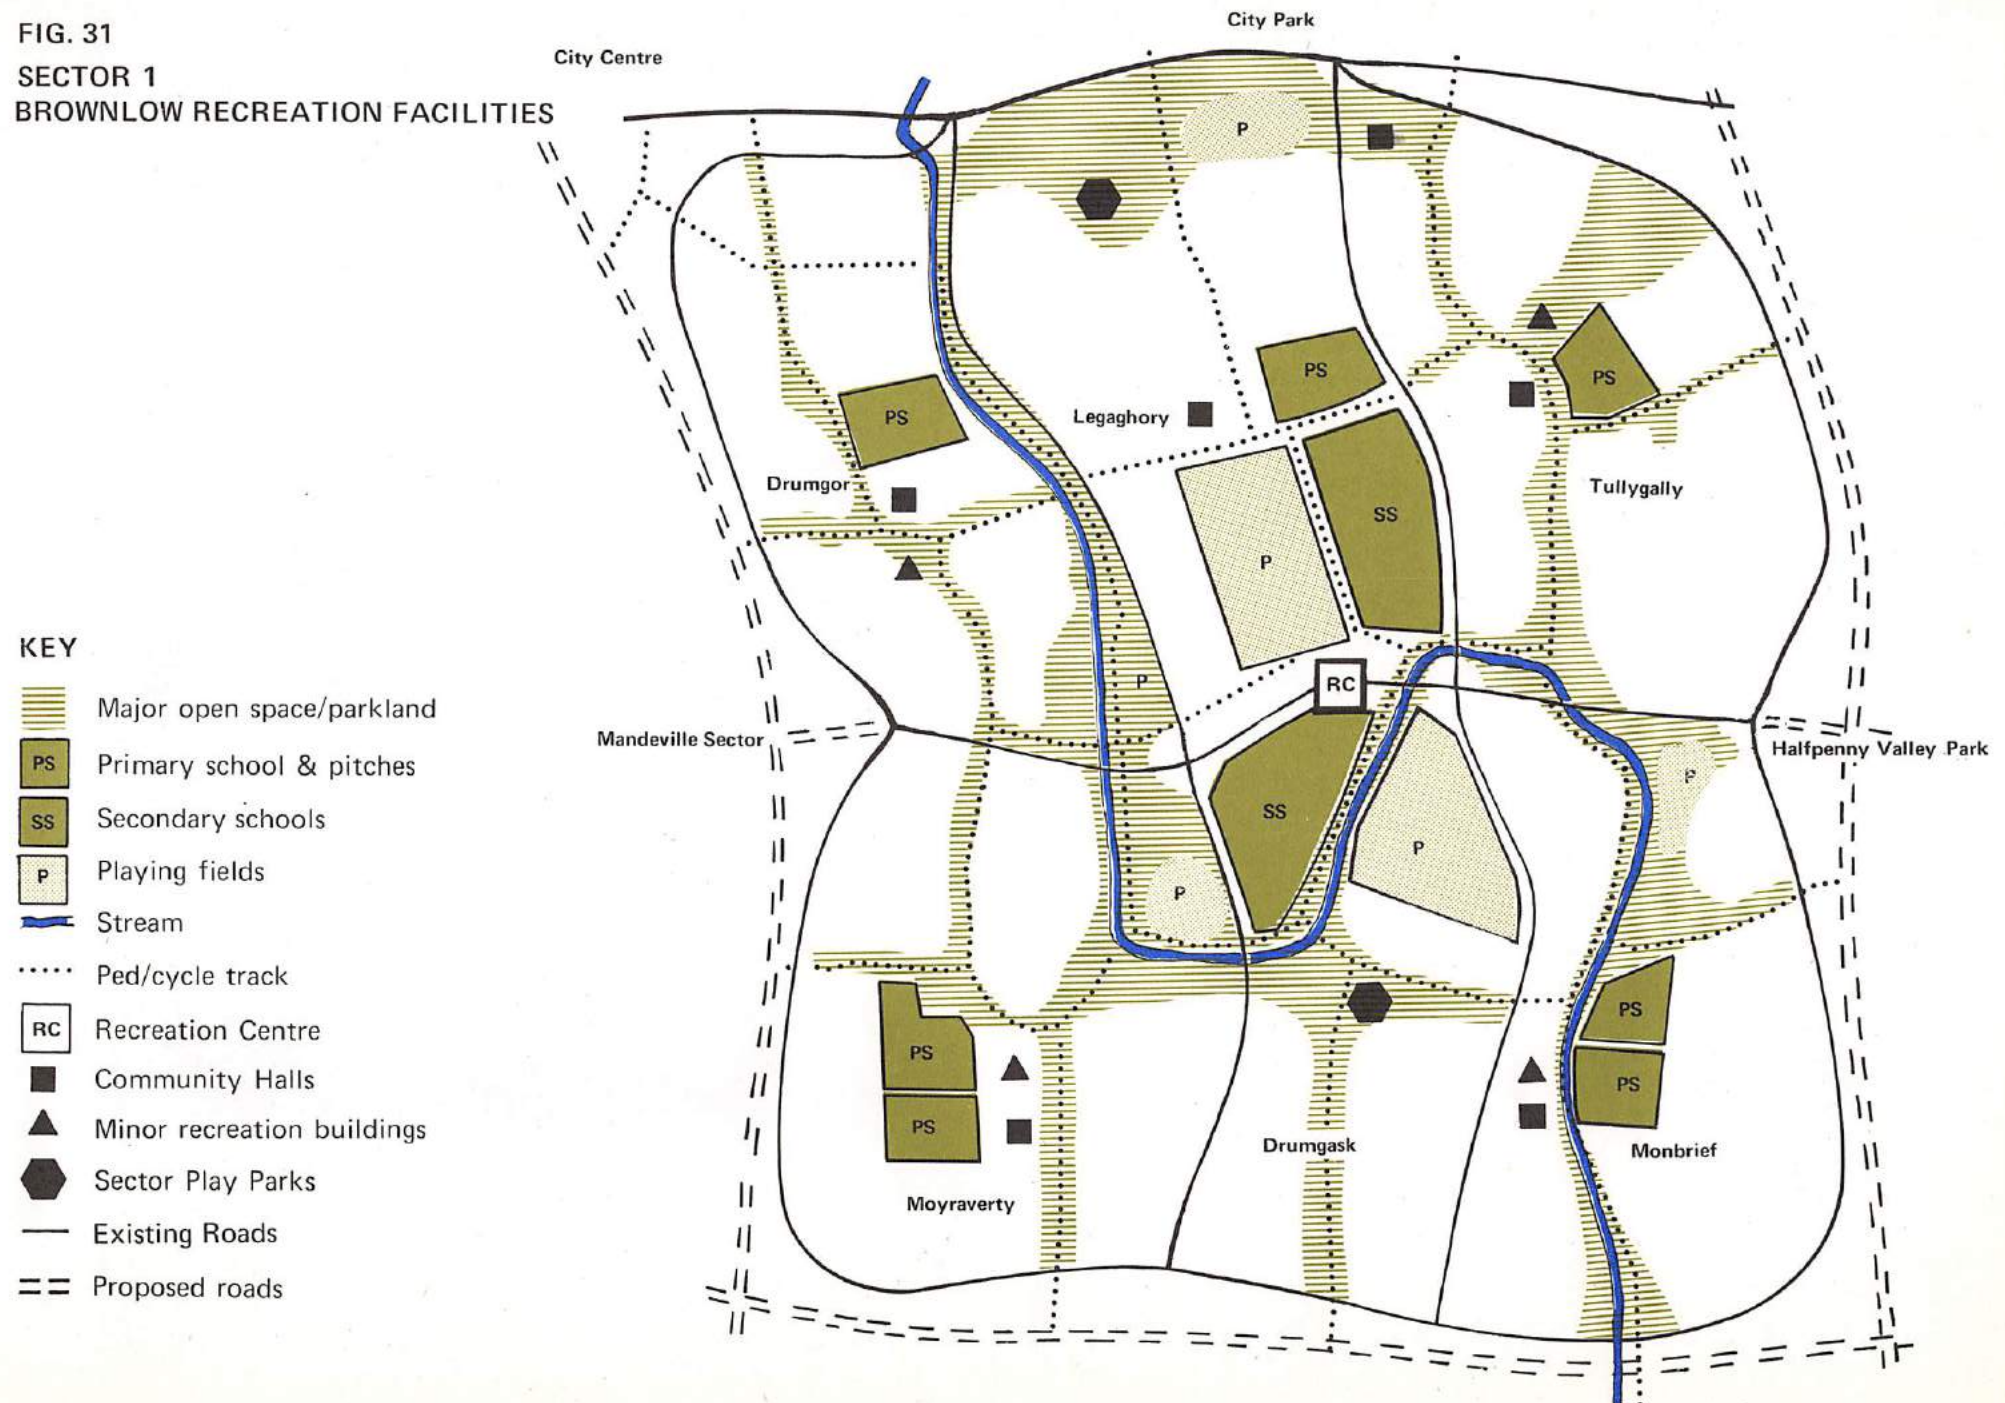 FIG. 31
SECTOR 1
BROWNLOW RECREATION FACILITIES
City Centre
City Park
P
PS
PS
PS
Legaghory
Drumgor
SS
Tullygally
P
KEY
Major open space/parkland
PS Primary school & pitches
SS Secondary schools
P Playing fields
Stream
Ped/cycle track
RC Recreation Centre
Community Halls
Minor recreation buildings
Sector Play Parks
Existing Roads
Proposed roads
P
RC
Mandeville Sector
Halfpenny Valley Park
P
SS
P
P
PS
PS
PS
PS
Drumgask
Monbrief
Moyraverty